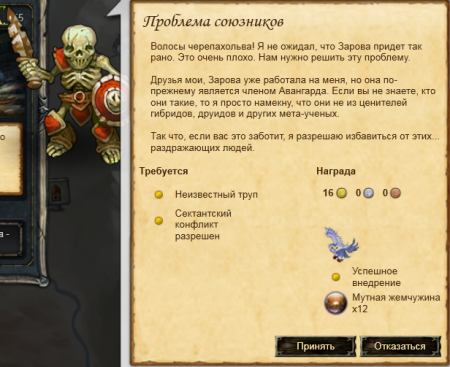 55
Проблема союзников
Волосы черепахольва! Я не ожидал, что Зарова придет так
рано. Это очень плохо. Нам нужно решить эту проблему.
Друзья мои, Зарова уже работала на меня, но она по-
прежнему является членом Авангарда. Если вы не знаете, кто
они такие, то я просто намекну, что они не из ценителей
гибридов, друидов и других мета-ученых.
Так что, если вас это заботит, я разрешаю избавиться от этих...
раздражающих людей.
Требуется
Награда
Неизвестный труп
16 0 0
Сектантский
конфликт
разрешен
Успешное
внедрение
Мутная жемчужина
x12
Принять
Отказаться